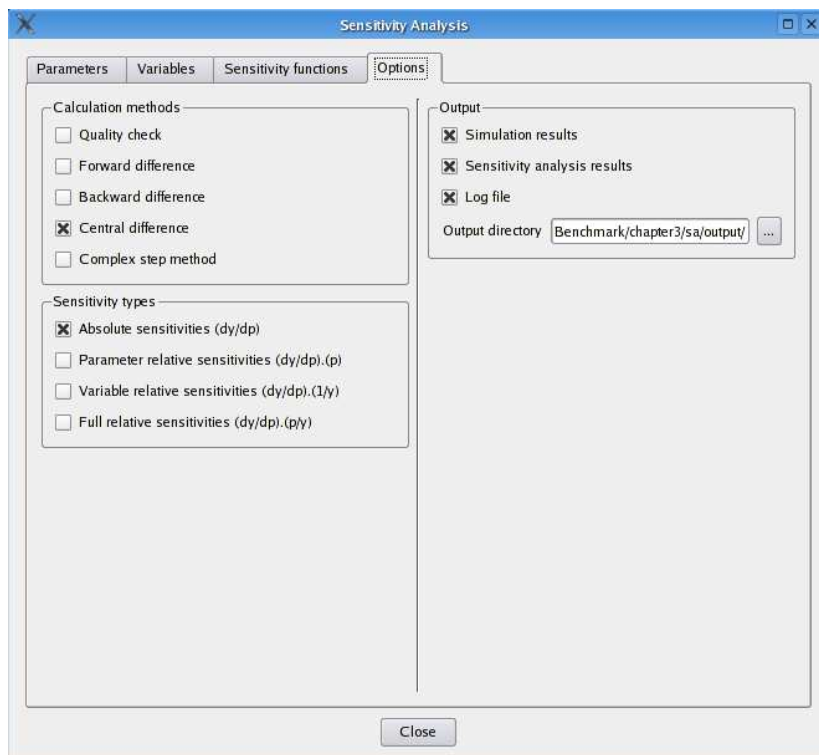 Sensitivity Analysis
Parameters
Variables
Sensitivity functions
Options
Calculation methods
Quality check
Forward difference
Backward difference
Central difference
Complex step method
Sensitivity types
Absolute sensitivities (dy/dp)
Parameter relative sensitivities (dy/dp).(p)
Variable relative sensitivities (dy/dp).(1/y)
Full relative sensitivities (dy/dp).(p/y)
Output
Simulation results
Sensitivity analysis results
Log file
Output directory Benchmark/chapter3/sa/output/ ...
Close